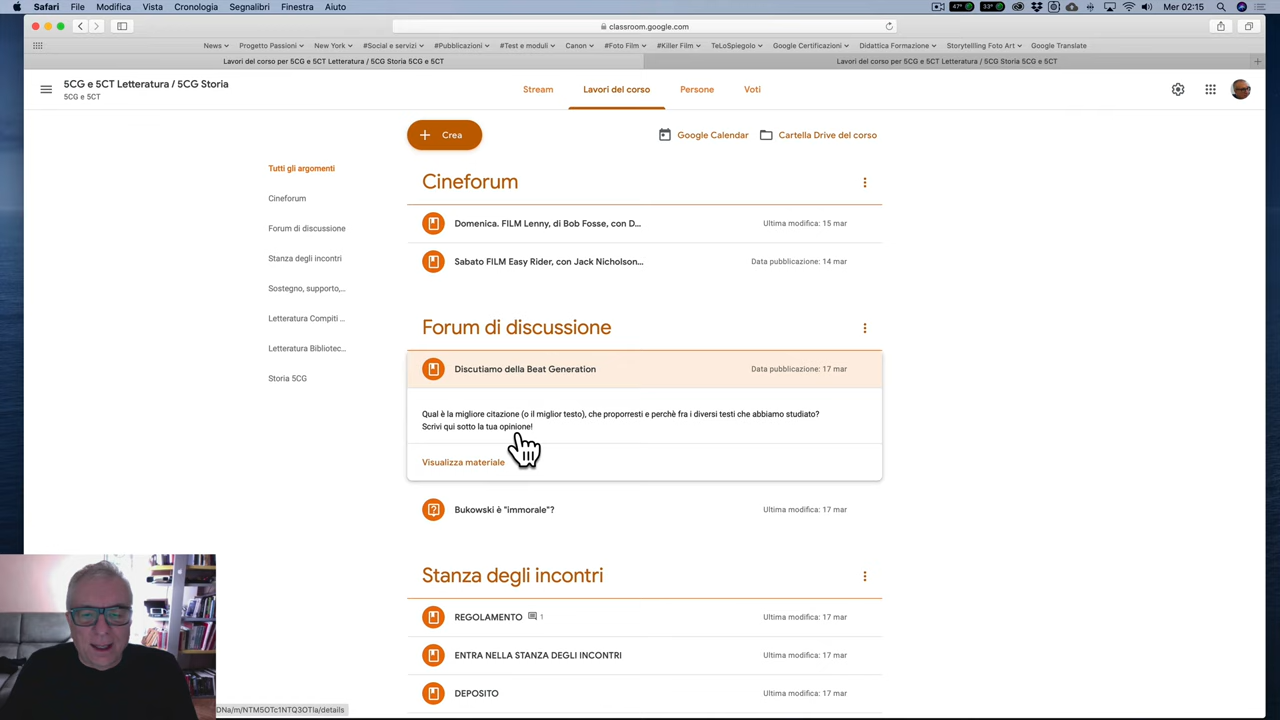 Safari File Modifica Vista Cronologia Segnalibri Finestra Aiuto
47° 33° Mar 02:15
classroom.google.com
News Progetto Passioni New York #Social e servizi #Pubblicazioni #Test e moduli Canon #Foto Film #Killer Film TeLoSpiegolo Google Certificazioni Didattica Formazione Storytelliing Foto Art Google Translate
Lavori del corso per 5CG e 5CT Letteratura / 5CG Storia 5CG e 5CT
Lavori del corso per 5CG e 5CT Letteratura / 5CG Storia 5CG e 5CT
5CG e 5CT Letteratura / 5CG Storia
5CG e 5CT
Stream Lavori del corso Persone Voti
Crea
Google Calendar Cartella Drive del corso
Tutti gli argomenti
Cineforum
Forum di discussione
Stanza degli incontri
Sostegno, supporto,...
Letteratura Compiti ...
Letteratura Bibliotec...
Storia 5CG
Cineforum
Domenica. FILM Lenny, di Bob Fosse, con D... Ultima modifica: 15 mar
Sabato FILM Easy Rider, con Jack Nicholson... Data pubblicazione: 14 mar
Forum di discussione
Discutiamo della Beat Generation Data pubblicazione: 17 mar
Qual è la migliore citazione (o il miglior testo), che proporresti e perchè fra i diversi testi che abbiamo studiato?
Scrivi qui sotto la tua opinione!
Visualizza materiale
Bukowski è "immorale"? Ultima modifica: 17 mar
Stanza degli incontri
REGOLAMENTO 1 Ultima modifica: 17 mar
ENTRA NELLA STANZA DEGLI INCONTRI Ultima modifica: 17 mar
DEPOSITO Ultima modifica: 17 mar